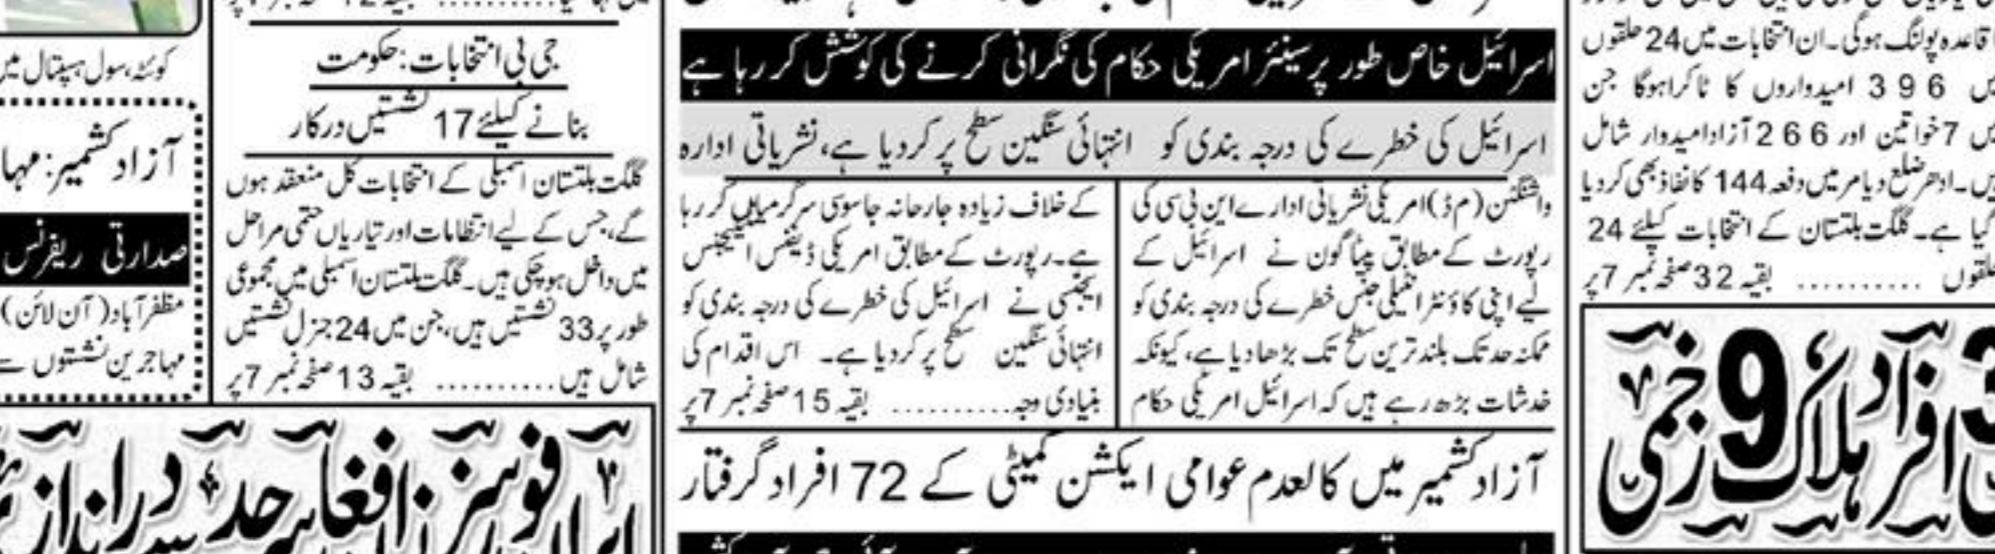 قاعدہ پولنگ ہوگی۔ ان انتخابات میں 24 حلقوں
396 امیدواروں کا ٹاکرا ہوگا جن
7 خواتین اور 266 آزاد امیدوار شامل
ادھر ضلع دیامر میں دفعہ 144 کا نفاذ بھی کر دیا
گیا ہے۔ گلگت بلتستان کے انتخابات کیلئے 24
حلقوں .......... بقیہ 32 صفحہ نمبر 7 پر
افراد ہلاک 9 زخمی
اسرائیل خاص طور پر سینئر امریکی حکام کی نگرانی کرنے کی کوشش کر رہا ہے
اسرائیل کی خطرے کی درجہ بندی کو انتہائی سنگین سطح پر کر دیا ہے، نشریاتی ادارہ
واشنگٹن (م ڈ) امریکی نشریاتی ادارے این بی سی کی
رپورٹ کے مطابق پینٹاگون نے اسرائیل کے
لیے اپنی کاؤنٹر انٹیلی جنس خطرے کی درجہ بندی کو
ممکنہ حد تک بلند ترین سطح تک بڑھا دیا ہے، کیونکہ
خدشات بڑھ رہے ہیں کہ اسرائیل امریکی حکام
کے خلاف زیادہ جارحانہ جاسوسی سرگرمیاں کر رہا
ہے۔ رپورٹ کے مطابق امریکی ڈیفنس انٹیلیجنس
ایجنسی نے اسرائیل کی خطرے کی درجہ بندی کو
انتہائی سنگین سطح پر کر دیا ہے۔ اس اقدام کی
بنیادی وجہ.......... بقیہ 15 صفحہ نمبر 7 پر
آزاد کشمیر میں کالعدم عوامی ایکشن کمیٹی کے 72 افراد گرفتار
جی بی انتخابات: حکومت
بنانے کیلئے 17 نشستیں درکار
گلگت بلتستان اسمبلی کے انتخابات کل منعقد ہوں
گے، جس کے لیے انتظامات اور تیاریاں حتمی مراحل
میں داخل ہو چکی ہیں۔ گلگت بلتستان اسمبلی میں مجموعی
طور پر 33 نشستیں ہیں، جن میں 24 جنرل نشستیں
شامل ہیں.......... بقیہ 13 صفحہ نمبر 7 پر
کوئٹہ، سول ہسپتال میں
آزاد کشمیر: مہا
صدارتی ریفرنس
مظفر آباد (آن لائن)
مہاجرین نشستوں